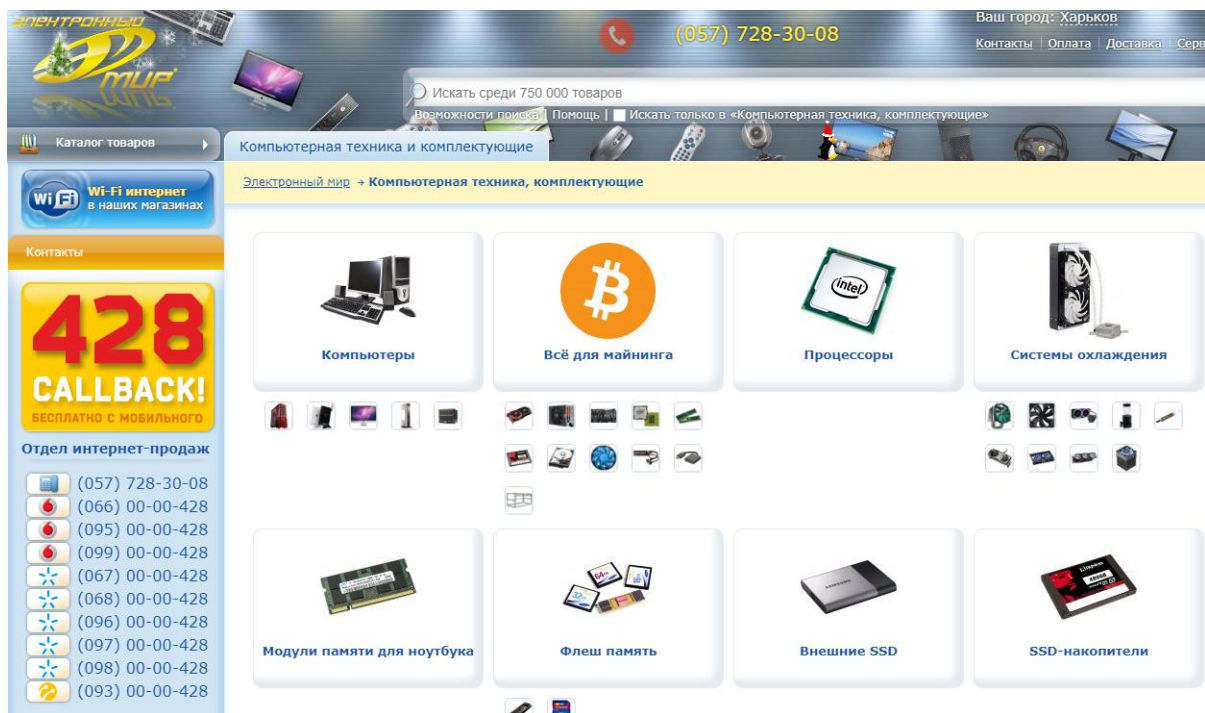 электронный
мир
(057) 728-30-08
Ваш город: Харьков
Контакты | Оплата | Доставка
Искать среди 750 000 товаров
Возможности поиска | Помощь | Искать только в «Компьютерная техника, комплектующие»
Каталог товаров
Компьютерная техника и комплектующие
Wi-Fi интернет
в наших магазинах
Электронный мир → Компьютерная техника, комплектующие
Контакты
428
CALLBACK!
БЕСПЛАТНО С МОБИЛЬНОГО
Отдел интернет-продаж
(057) 728-30-08
(066) 00-00-428
(095) 00-00-428
(099) 00-00-428
(067) 00-00-428
(068) 00-00-428
(096) 00-00-428
(097) 00-00-428
(098) 00-00-428
(093) 00-00-428
intel
Компьютеры
Всё для майнинга
Процессоры
Системы охлаждения
SAMSUNG
Модули памяти для ноутбука
Флеш память
Внешние SSD
SSD-накопители